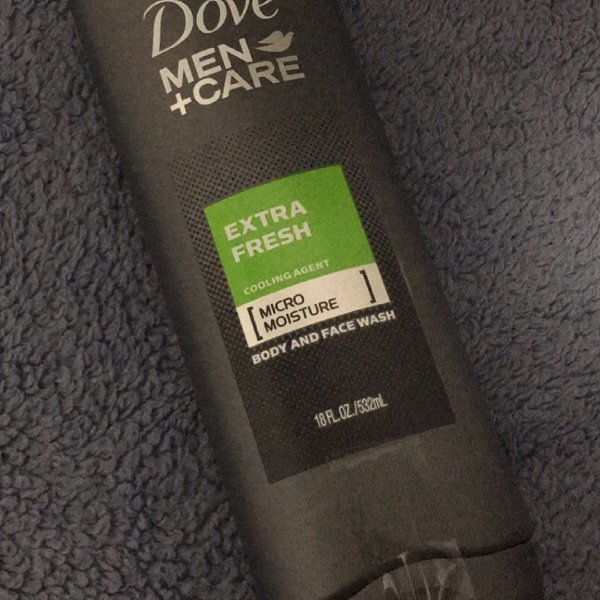 Dove
MEN
+CARE
EXTRA
FRESH
COOLING AGENT
[MICRO
MOISTURE]
BODY AND FACE WASH
18 FL. OZ./532mL